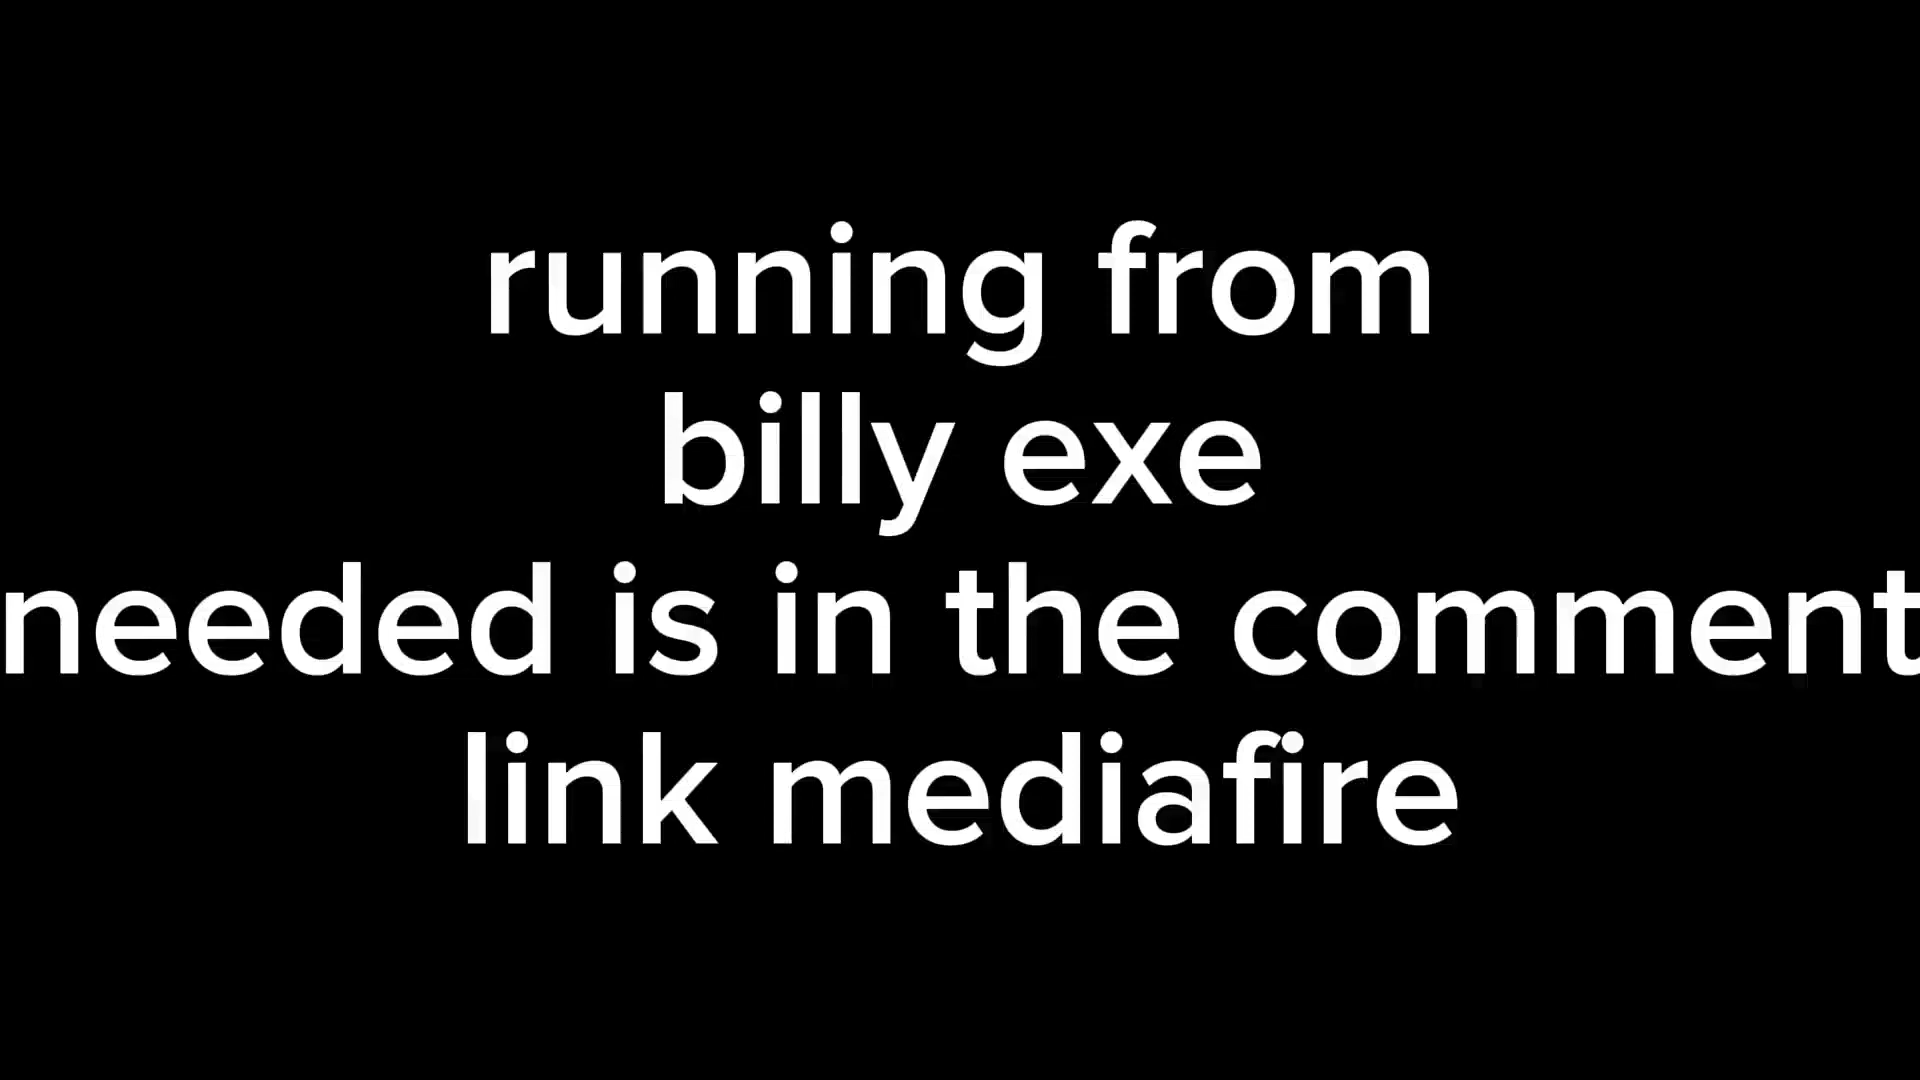 running from
billy exe
needed is in the comment
link mediafire